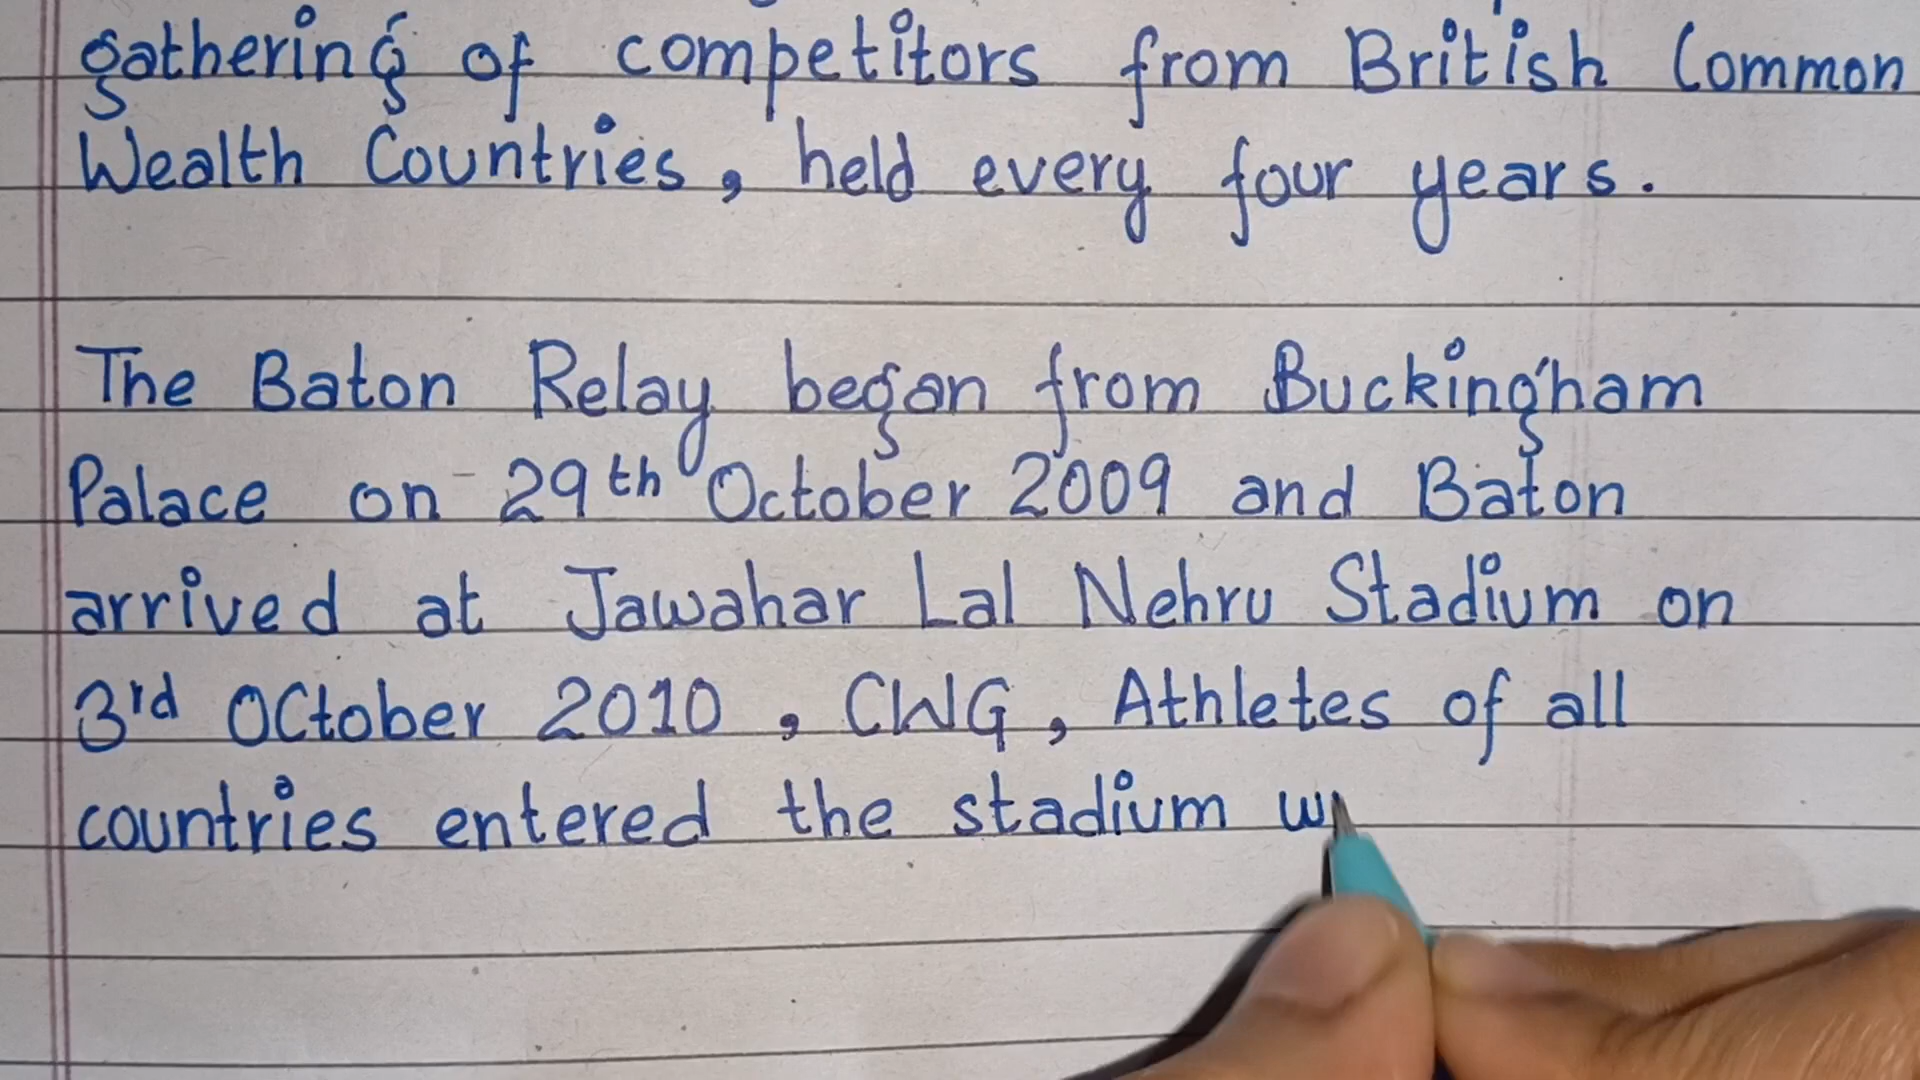 gathering of competitors from British Common
Wealth Countries, held every four years.
The Baton Relay began from Buckingham
Palace on 29th October 2009 and Baton
arrived at Jawahar Lal Nehru Stadium on
3rd OCtober 2010, CWG, Athletes of all
countries entered the stadium